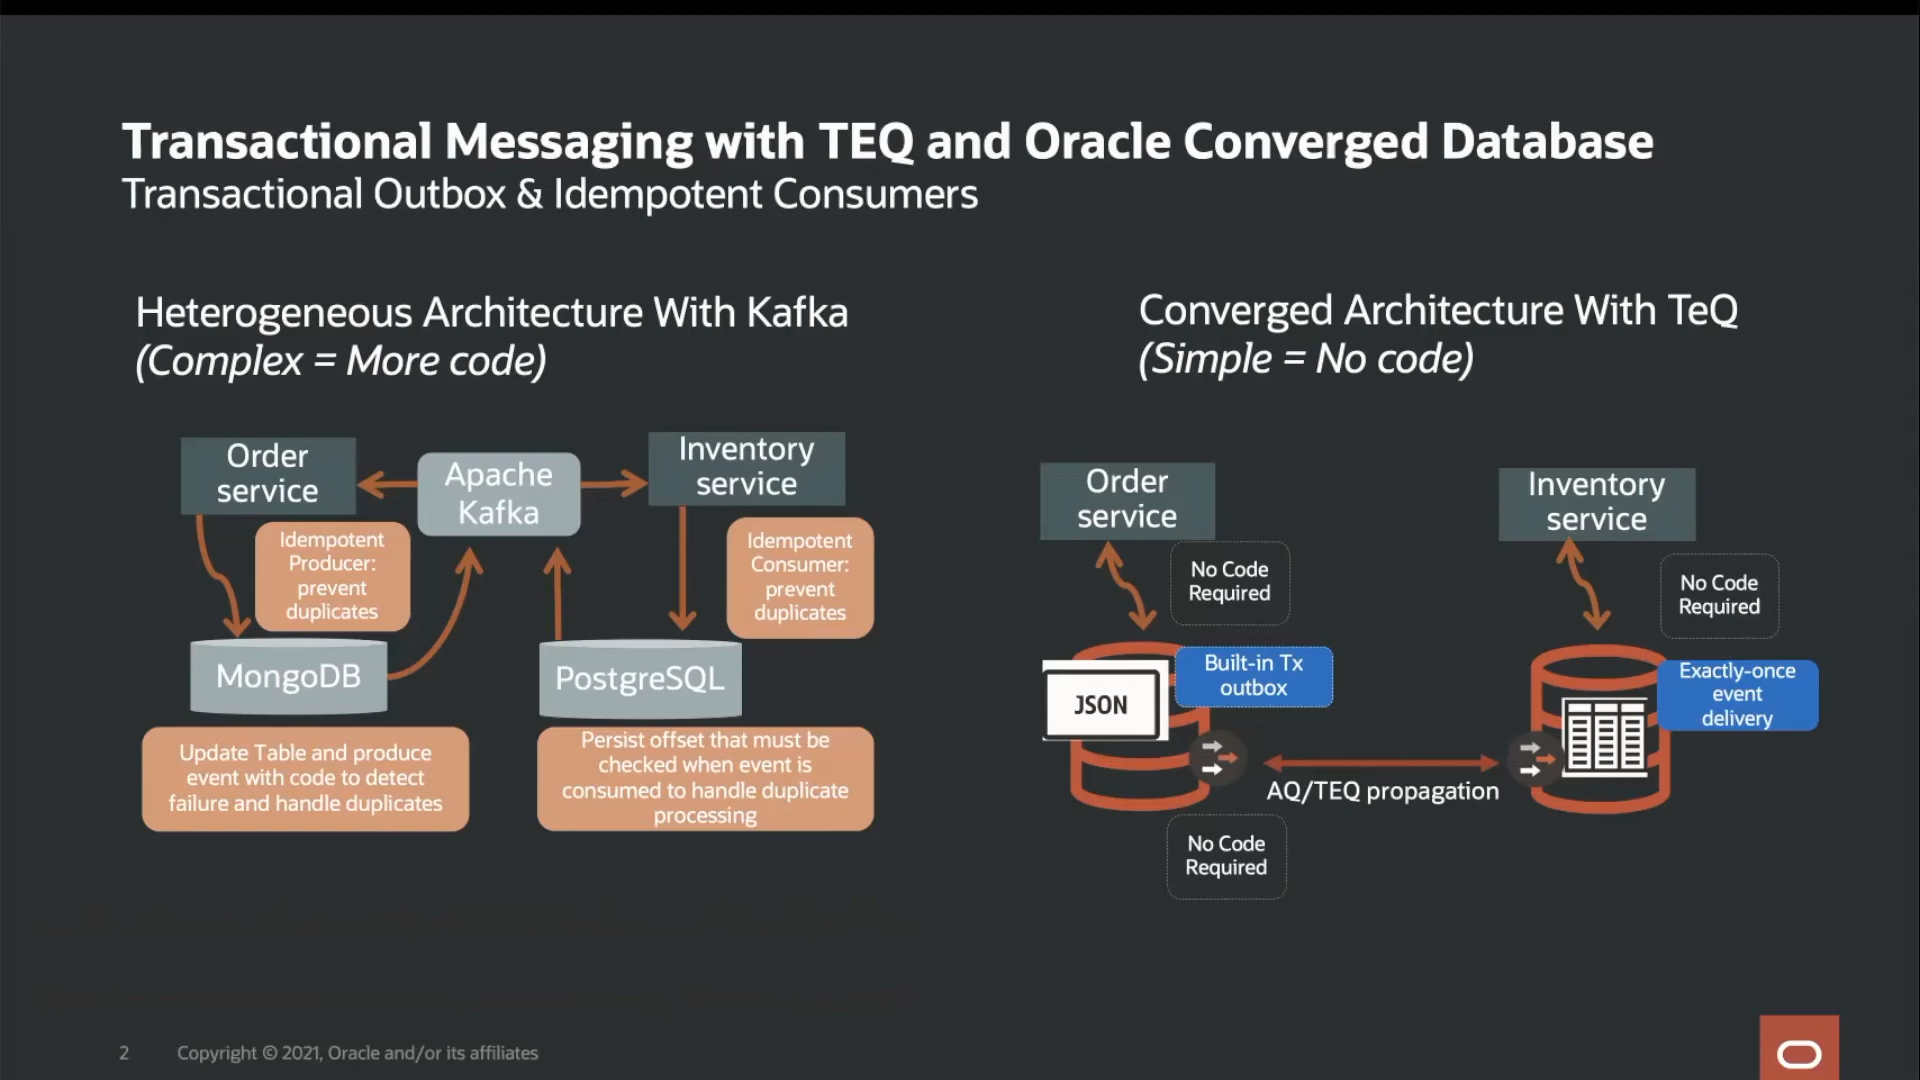 Transactional Messaging with TEQ and Oracle Converged Database
Transactional Outbox & Idempotent Consumers
Heterogeneous Architecture With Kafka
(Complex = More code)
Order
service
Apache
Kafka
Inventory
service
Idempotent
Producer:
prevent
duplicates
Idempotent
Consumer:
prevent
duplicates
MongoDB
PostgreSQL
Update Table and produce
event with code to detect
failure and handle duplicates
Persist offset that must be
checked when event is
consumed to handle duplicate
processing
Converged Architecture With TeQ
(Simple = No code)
Order
service
Inventory
service
No Code
Required
No Code
Required
JSON
Built-in Tx
outbox
Exactly-once
event
delivery
AQ/TEQ propagation
No Code
Required
2
Copyright © 2021, Oracle and/or its affiliates